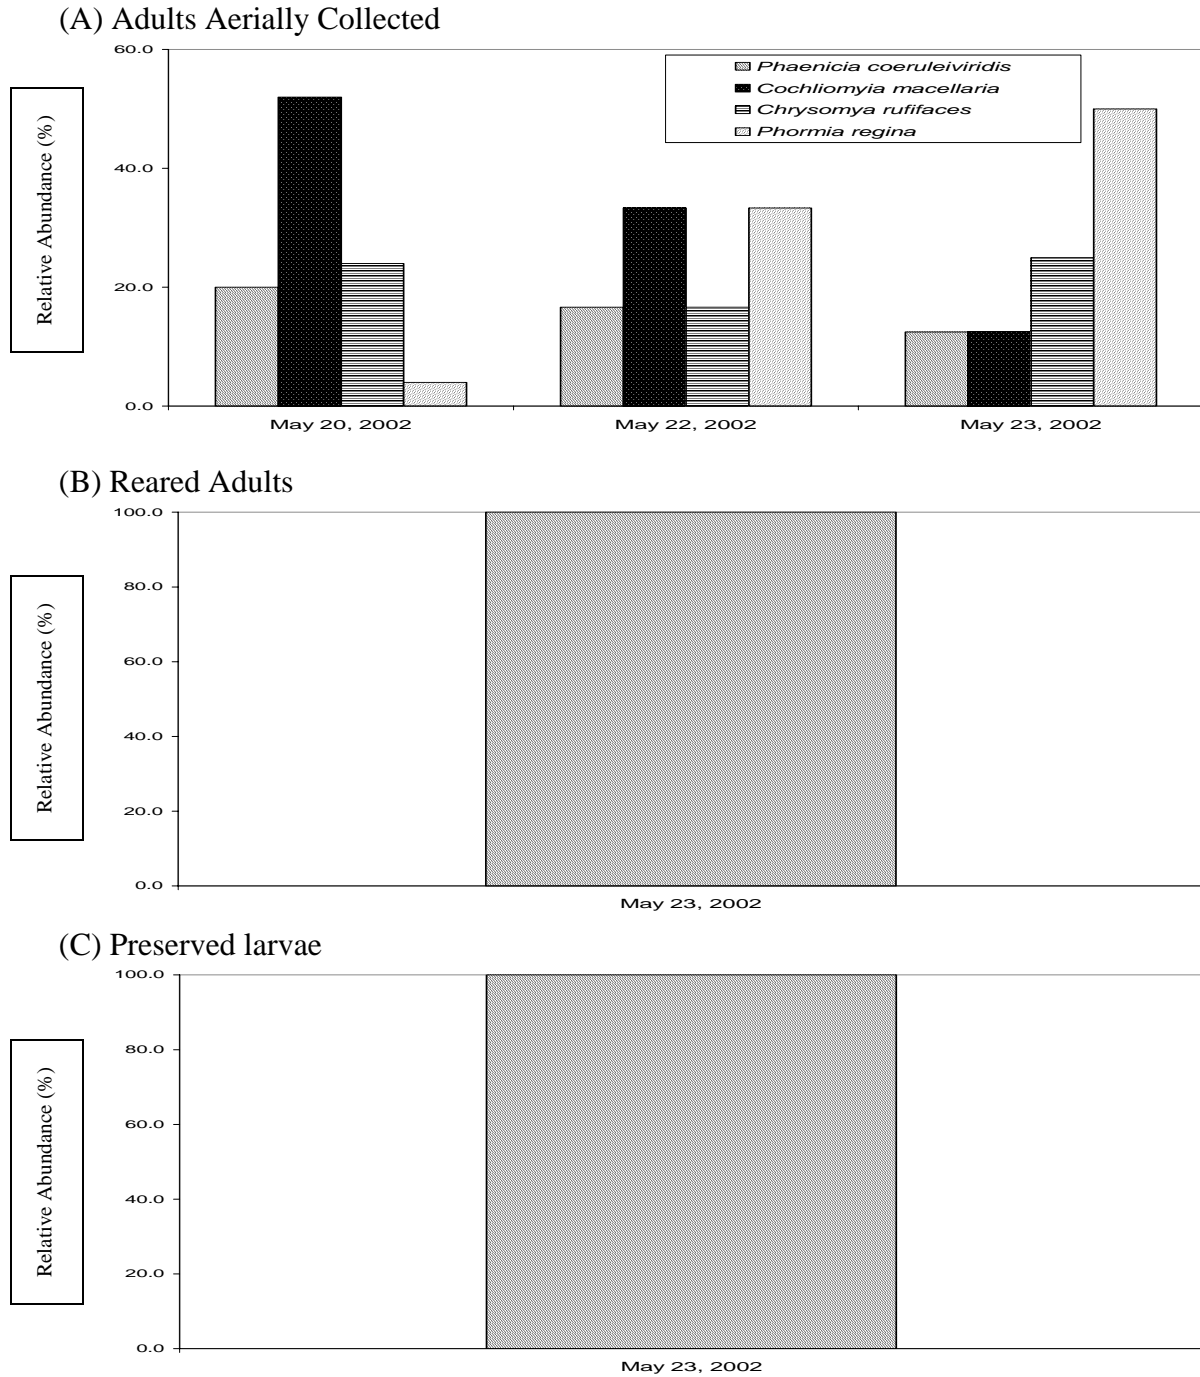 (A) Adults Aerially Collected
Relative Abundance (%)
60.0
40.0
20.0
0.0
Phaenicia coeruleiviridis
Cochliomyia macellaria
Chrysomya rufifaces
Phormia regina
May 20, 2002
May 22, 2002
May 23, 2002
(B) Reared Adults
Relative Abundance (%)
100.0
80.0
60.0
40.0
20.0
0.0
May 23, 2002
(C) Preserved larvae
Relative Abundance (%)
100.0
80.0
60.0
40.0
20.0
0.0
May 23, 2002